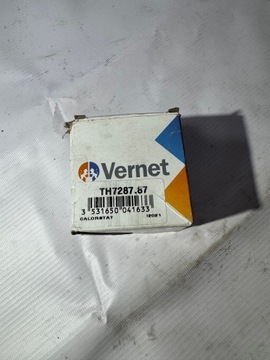 Vernet
TH7287.87
3 531650 041633
CALORSTAT